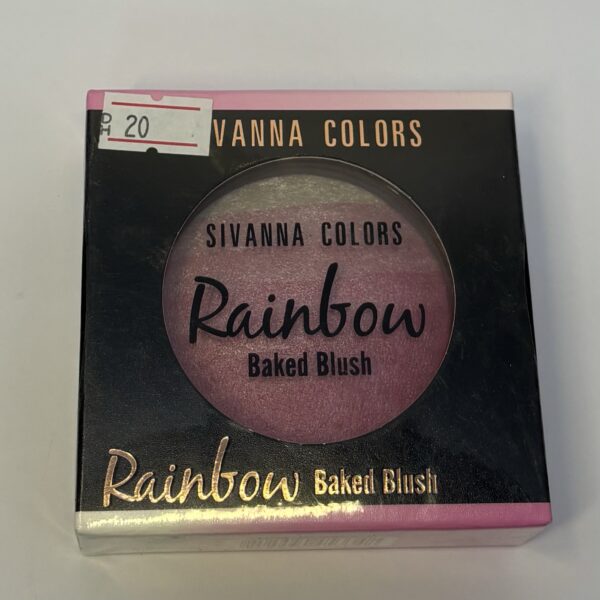 20
VANNA COLORS
SIVANNA COLORS
Rainbow
Baked Blush
Rainbow Baked Blush